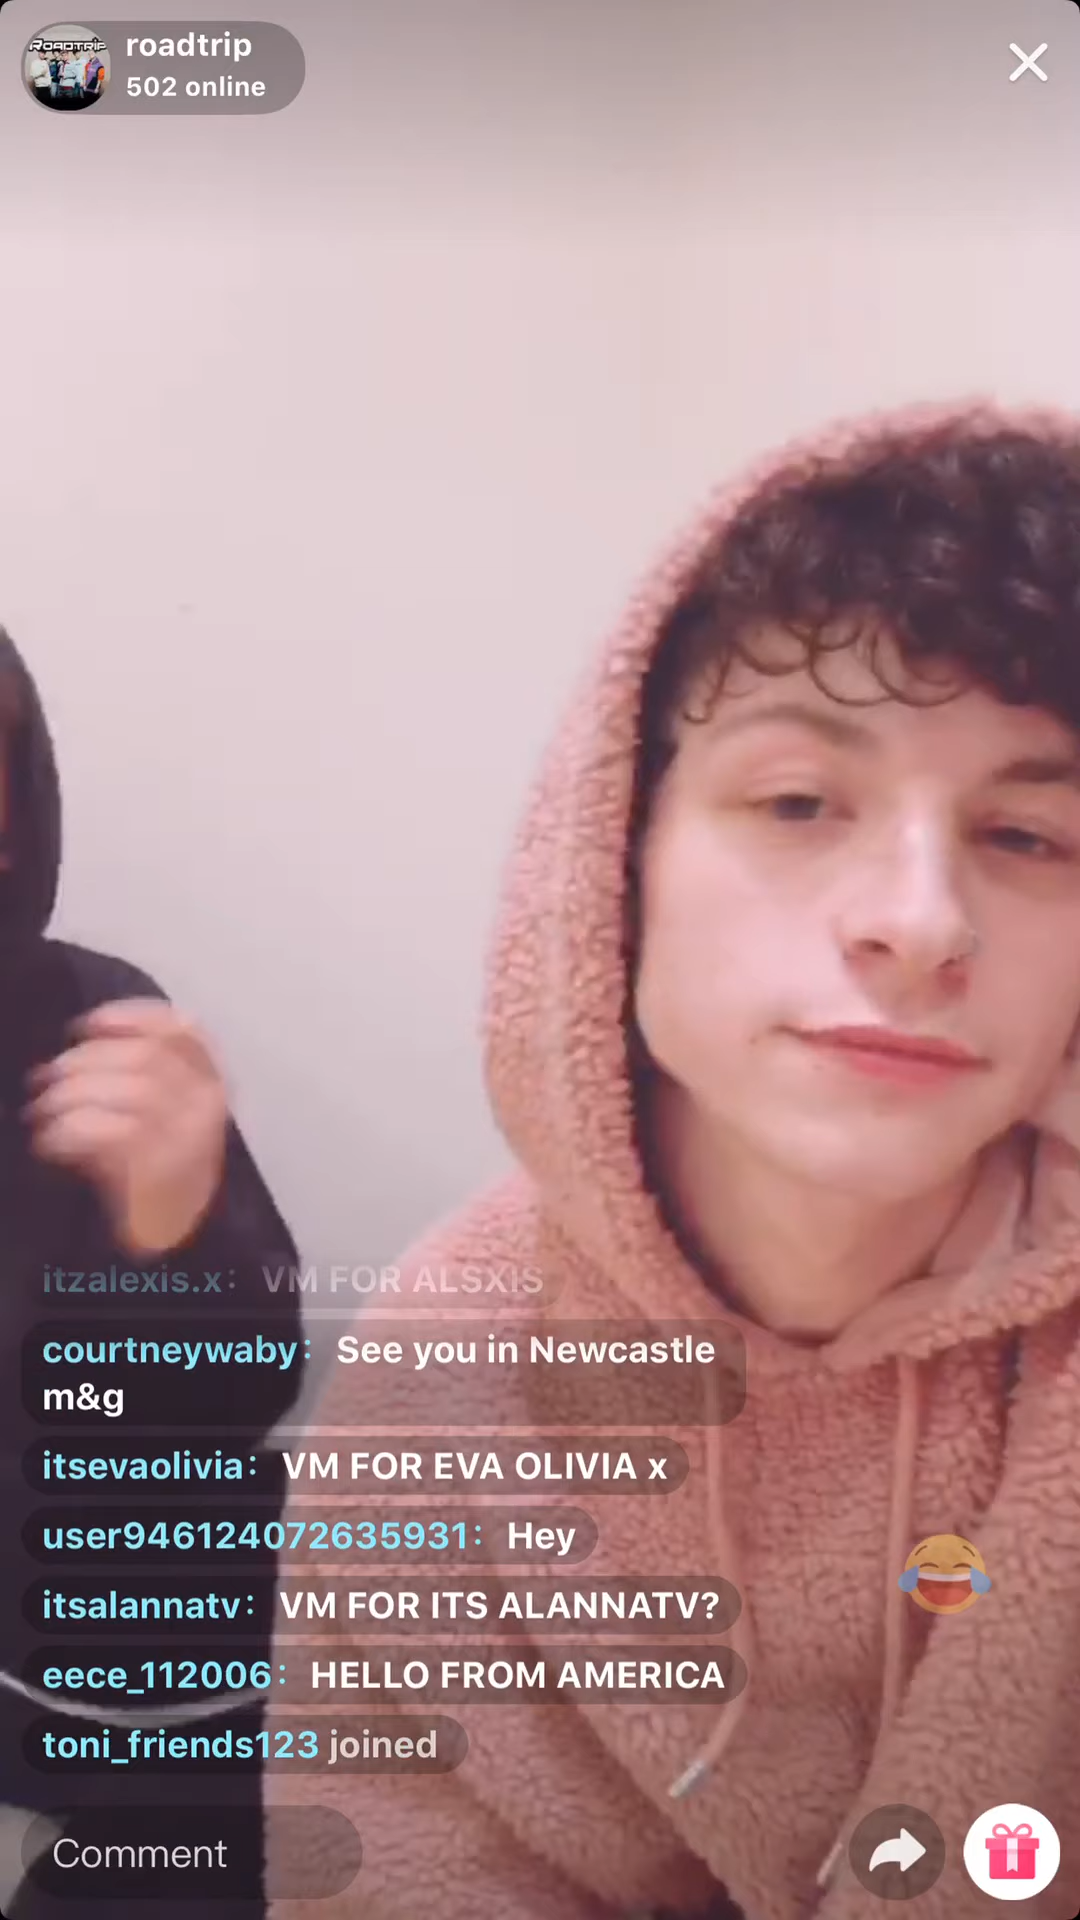 ROADTRIP
roadtrip
502 online
itzalexis.x: VM FOR ALSXIS
courtneywaby: See you in Newcastle
m&g
itsevaolivia: VM FOR EVA OLIVIA x
user946124072635931: Hey
itsalannatv: VM FOR ITS ALANNATV?
eece_112006: HELLO FROM AMERICA
toni_friends123 joined
Comment